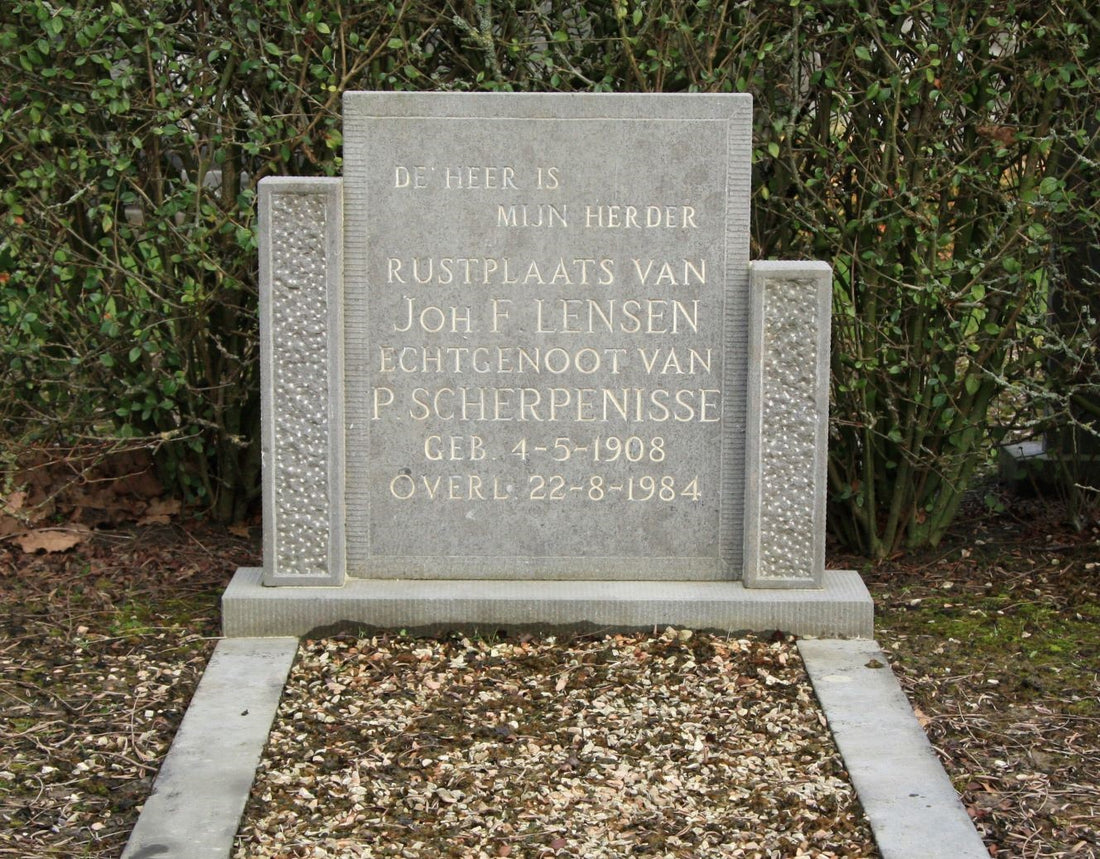 DE HEER IS
MIJN HERDER
RUSTPLAATS VAN
JOH F. LENSEN
ECHTGENOOT VAN
P. SCHERPENISSE
GEB. 4-5-1908
OVERL. 22-8-1984